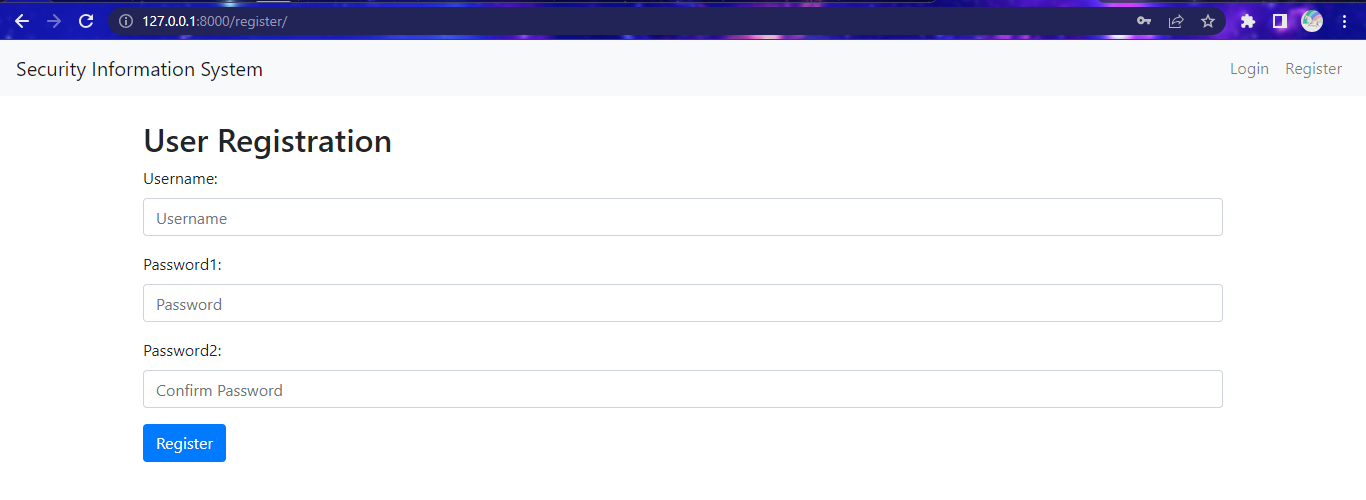 127.0.0.1:8000/register/
Security Information System Login Register
User Registration
Username:
Username
Password1:
Password
Password2:
Confirm Password
Register